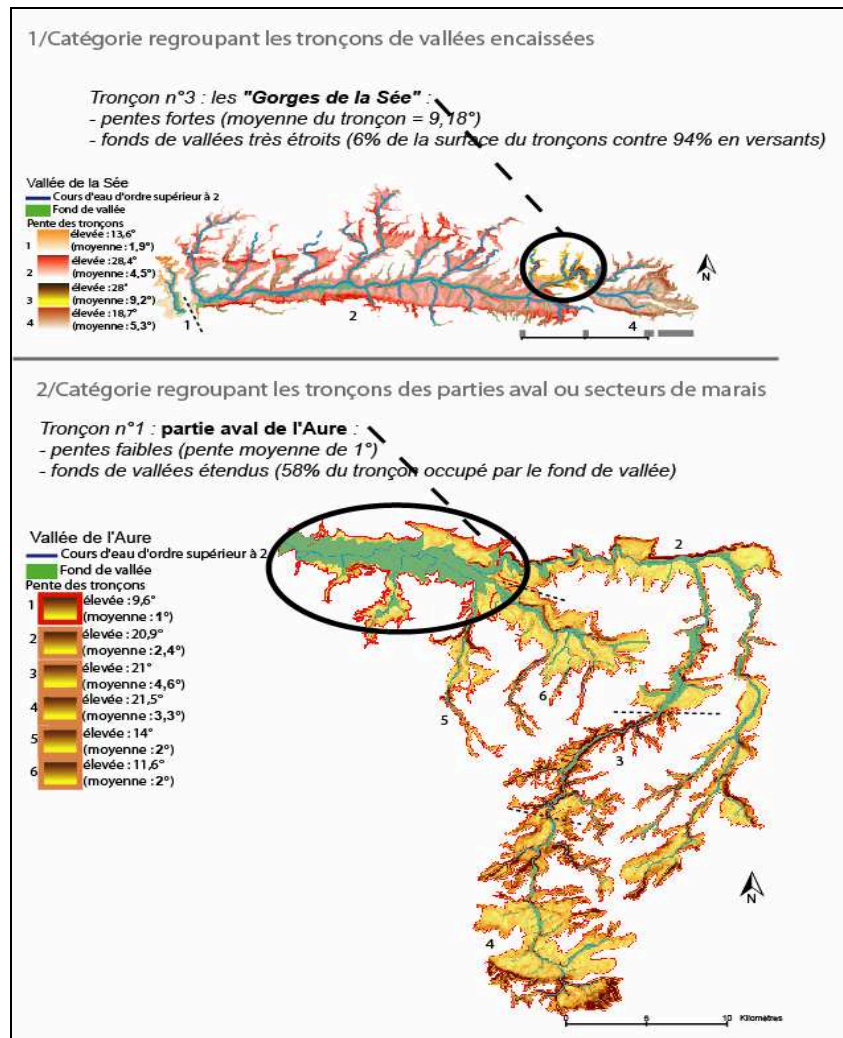 1/Catégorie regroupant les tronçons de vallées encaissées
Tronçon n°3 : les "Gorges de la Sée" :
- pentes fortes (moyenne du tronçon = 9,18°)
- fonds de vallées très étroits (6% de la surface du tronçons contre 94% en versants)
Vallée de la Sée
Cours d'eau d'ordre supérieur à 2
Fond de vallée
Pente des tronçons
1 élevée : 13,6°
(moyenne : 1,9°)
2 élevée : 28,4°
(moyenne : 4,5°)
3 élevée : 28°
(moyenne : 9,2°)
4 élevée : 18,7°
(moyenne : 5,3°)
1
2
4
N
2/Catégorie regroupant les tronçons des parties aval ou secteurs de marais
Tronçon n°1 : partie aval de l'Aure :
- pentes faibles (pente moyenne de 1°)
- fonds de vallées étendus (58% du tronçon occupé par le fond de vallée)
Vallée de l'Aure
Cours d'eau d'ordre supérieur à 2
Fond de vallée
Pente des tronçons
1 élevée : 9,6°
(moyenne : 1°)
2 élevée : 20,9°
(moyenne : 2,4°)
3 élevée : 21°
(moyenne : 4,6°)
4 élevée : 21,5°
(moyenne : 3,3°)
5 élevée : 14°
(moyenne : 2°)
6 élevée : 11,6°
(moyenne : 2°)
2
6
5
3
4
N
0 6 10 Kilomètres